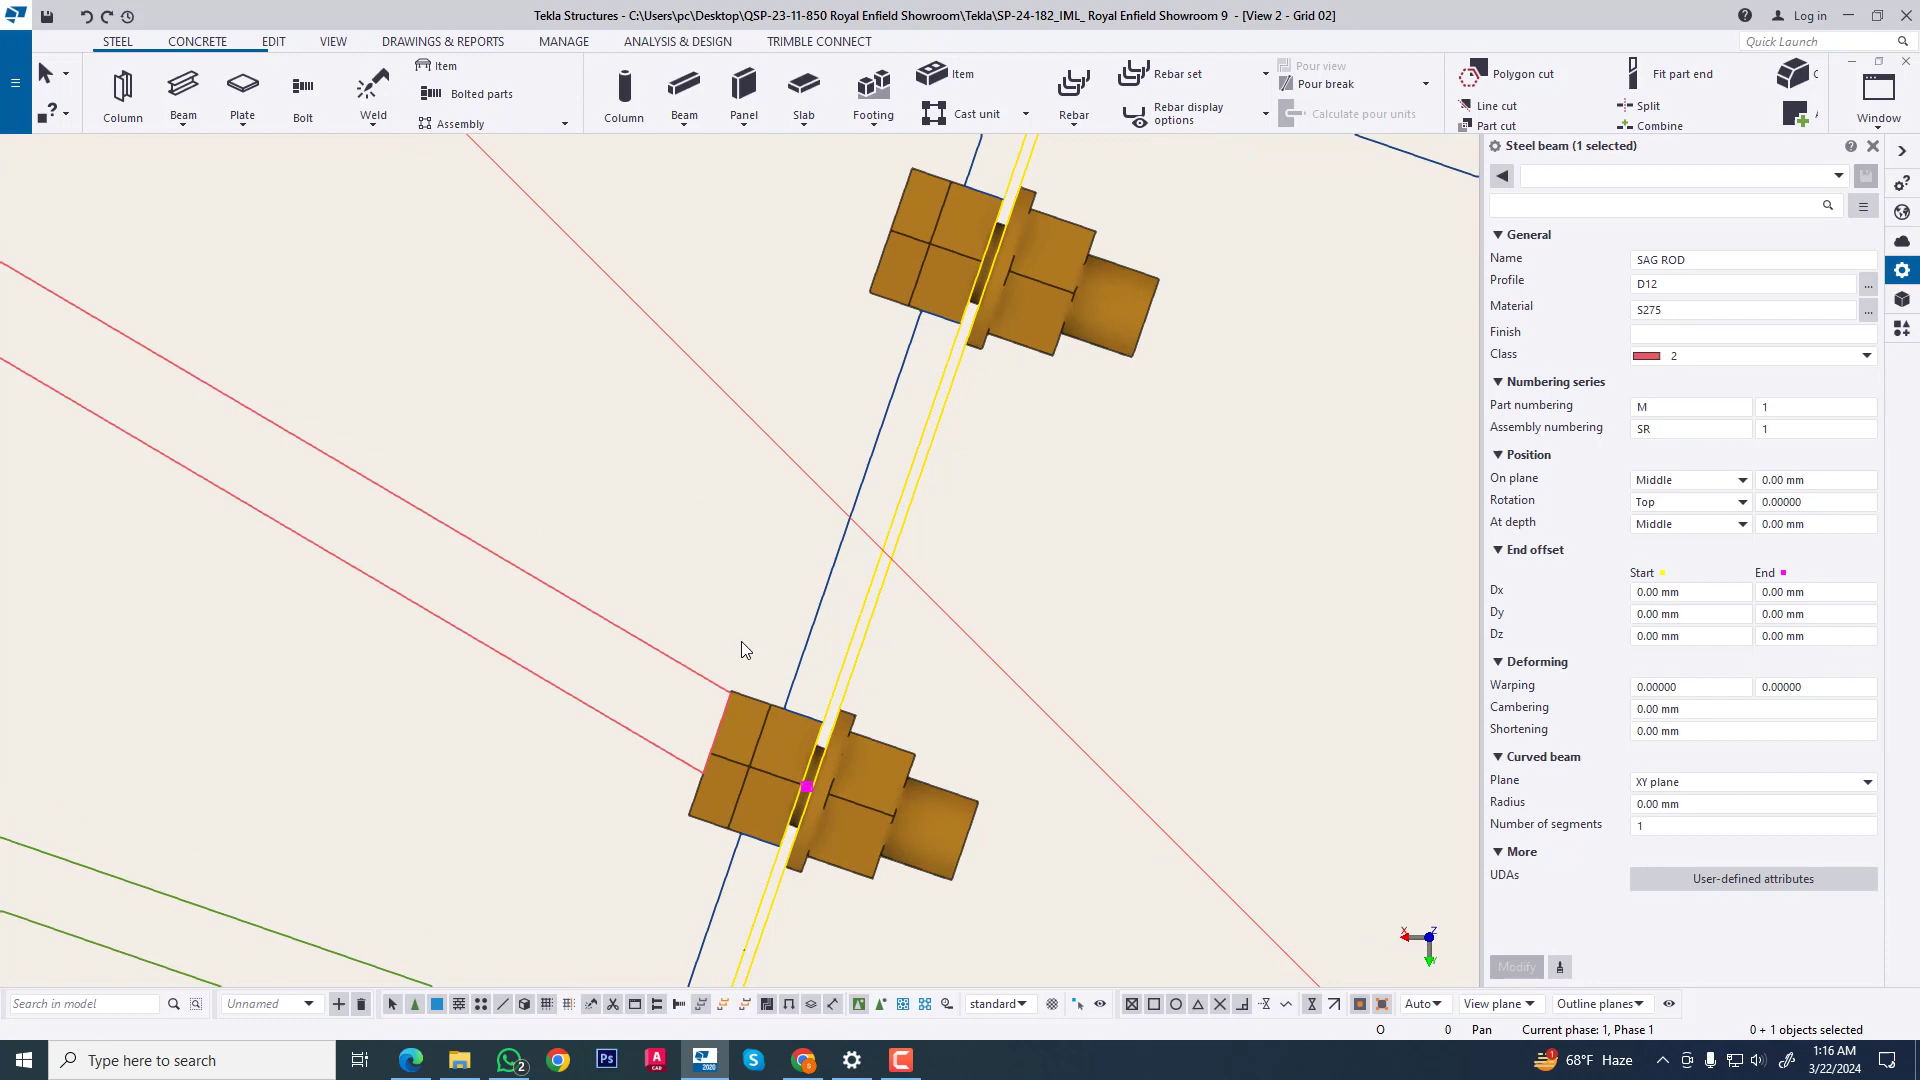 Tekla Structures - C:\Users\pc\Desktop\QSP-23-11-850 Royal Enfield Showroom\Tekla\SP-24-182_IML_ Royal Enfield Showroom 9 - [View 2 - Grid 02]
Log in
STEEL CONCRETE EDIT VIEW DRAWINGS & REPORTS MANAGE ANALYSIS & DESIGN TRIMBLE CONNECT
Quick Launch
Column Beam Plate Bolt Weld
Item
Bolted parts
Assembly
Column Beam Panel Slab Footing
Item
Cast unit
Rebar
Rebar set
Rebar display options
Pour view
Pour break
Calculate pour units
Polygon cut
Line cut
Part cut
Fit part end
Split
Combine
Window
Steel beam (1 selected)
General
Name SAG ROD
Profile D12 ...
Material S275 ...
Finish
Class 2
Numbering series
Part numbering M 1
Assembly numbering SR 1
Position
On plane Middle 0.00 mm
Rotation Top 0.00000
At depth Middle 0.00 mm
End offset
Start End
Dx 0.00 mm 0.00 mm
Dy 0.00 mm 0.00 mm
Dz 0.00 mm 0.00 mm
Deforming
Warping 0.00000 0.00000
Cambering 0.00 mm
Shortening 0.00 mm
Curved beam
Plane XY plane
Radius 0.00 mm
Number of segments 1
More
UDAs User-defined attributes
Modify
X Z
Search in model Unnamed standard Auto View plane Outline planes
O 0 Pan Current phase: 1, Phase 1 0 + 1 objects selected
Type here to search
2
Ps
A
CAD
2020
1
68°F Haze
1:16 AM
3/22/2024